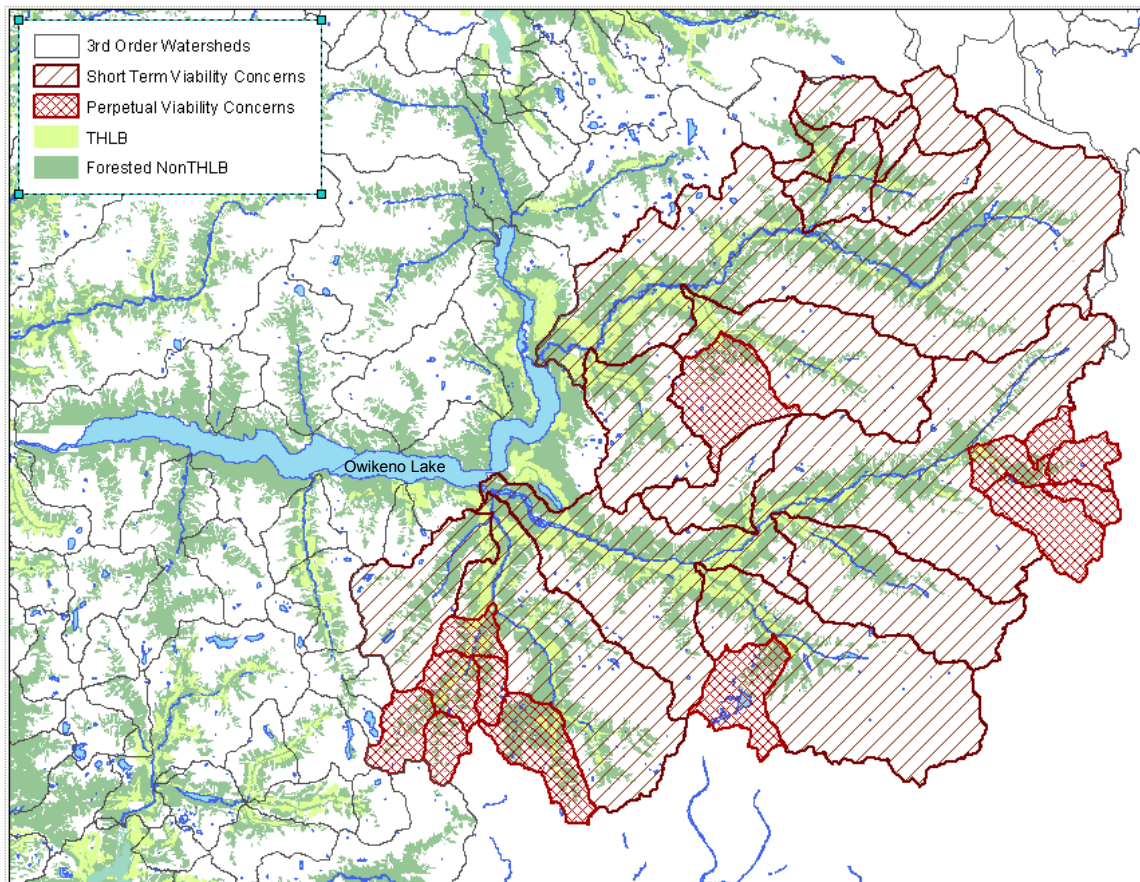 3rd Order Watersheds
Short Term Viability Concerns
Perpetual Viability Concerns
THLB
Forested NonTHLB
Owikeno Lake